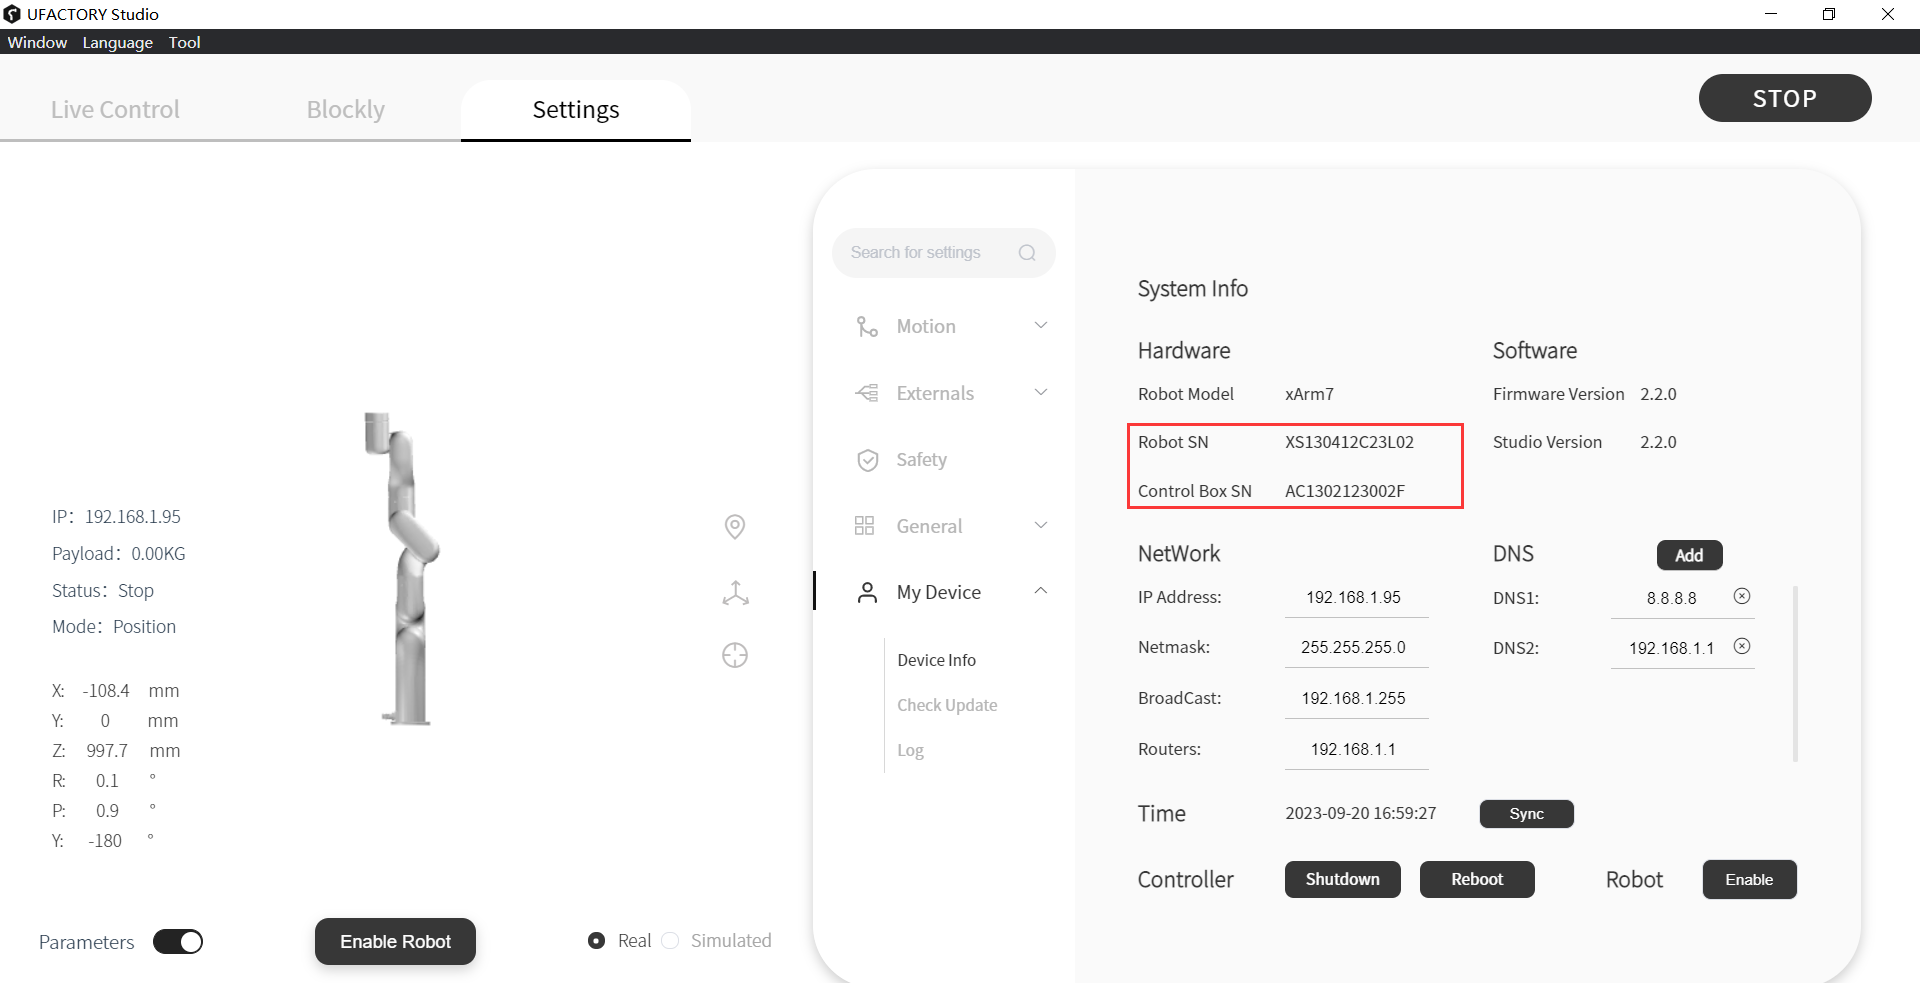 UFACTORY Studio
Window Language Tool
Live Control Blockly Settings STOP
Search for settings
Motion
Externals
Safety
General
My Device
Device Info
Check Update
Log
IP：192.168.1.95
Payload：0.00KG
Status：Stop
Mode：Position
X: -108.4 mm
Y: 0 mm
Z: 997.7 mm
R: 0.1 °
P: 0.9 °
Y: -180 °
Parameters Enable Robot Real Simulated
System Info
Hardware
Robot Model xArm7
Robot SN XS130412C23L02
Control Box SN AC1302123002F
Software
Firmware Version 2.2.0
Studio Version 2.2.0
NetWork
IP Address: 192.168.1.95
Netmask: 255.255.255.0
BroadCast: 192.168.1.255
Routers: 192.168.1.1
DNS Add
DNS1: 8.8.8.8
DNS2: 192.168.1.1
Time 2023-09-20 16:59:27 Sync
Controller Shutdown Reboot Robot Enable